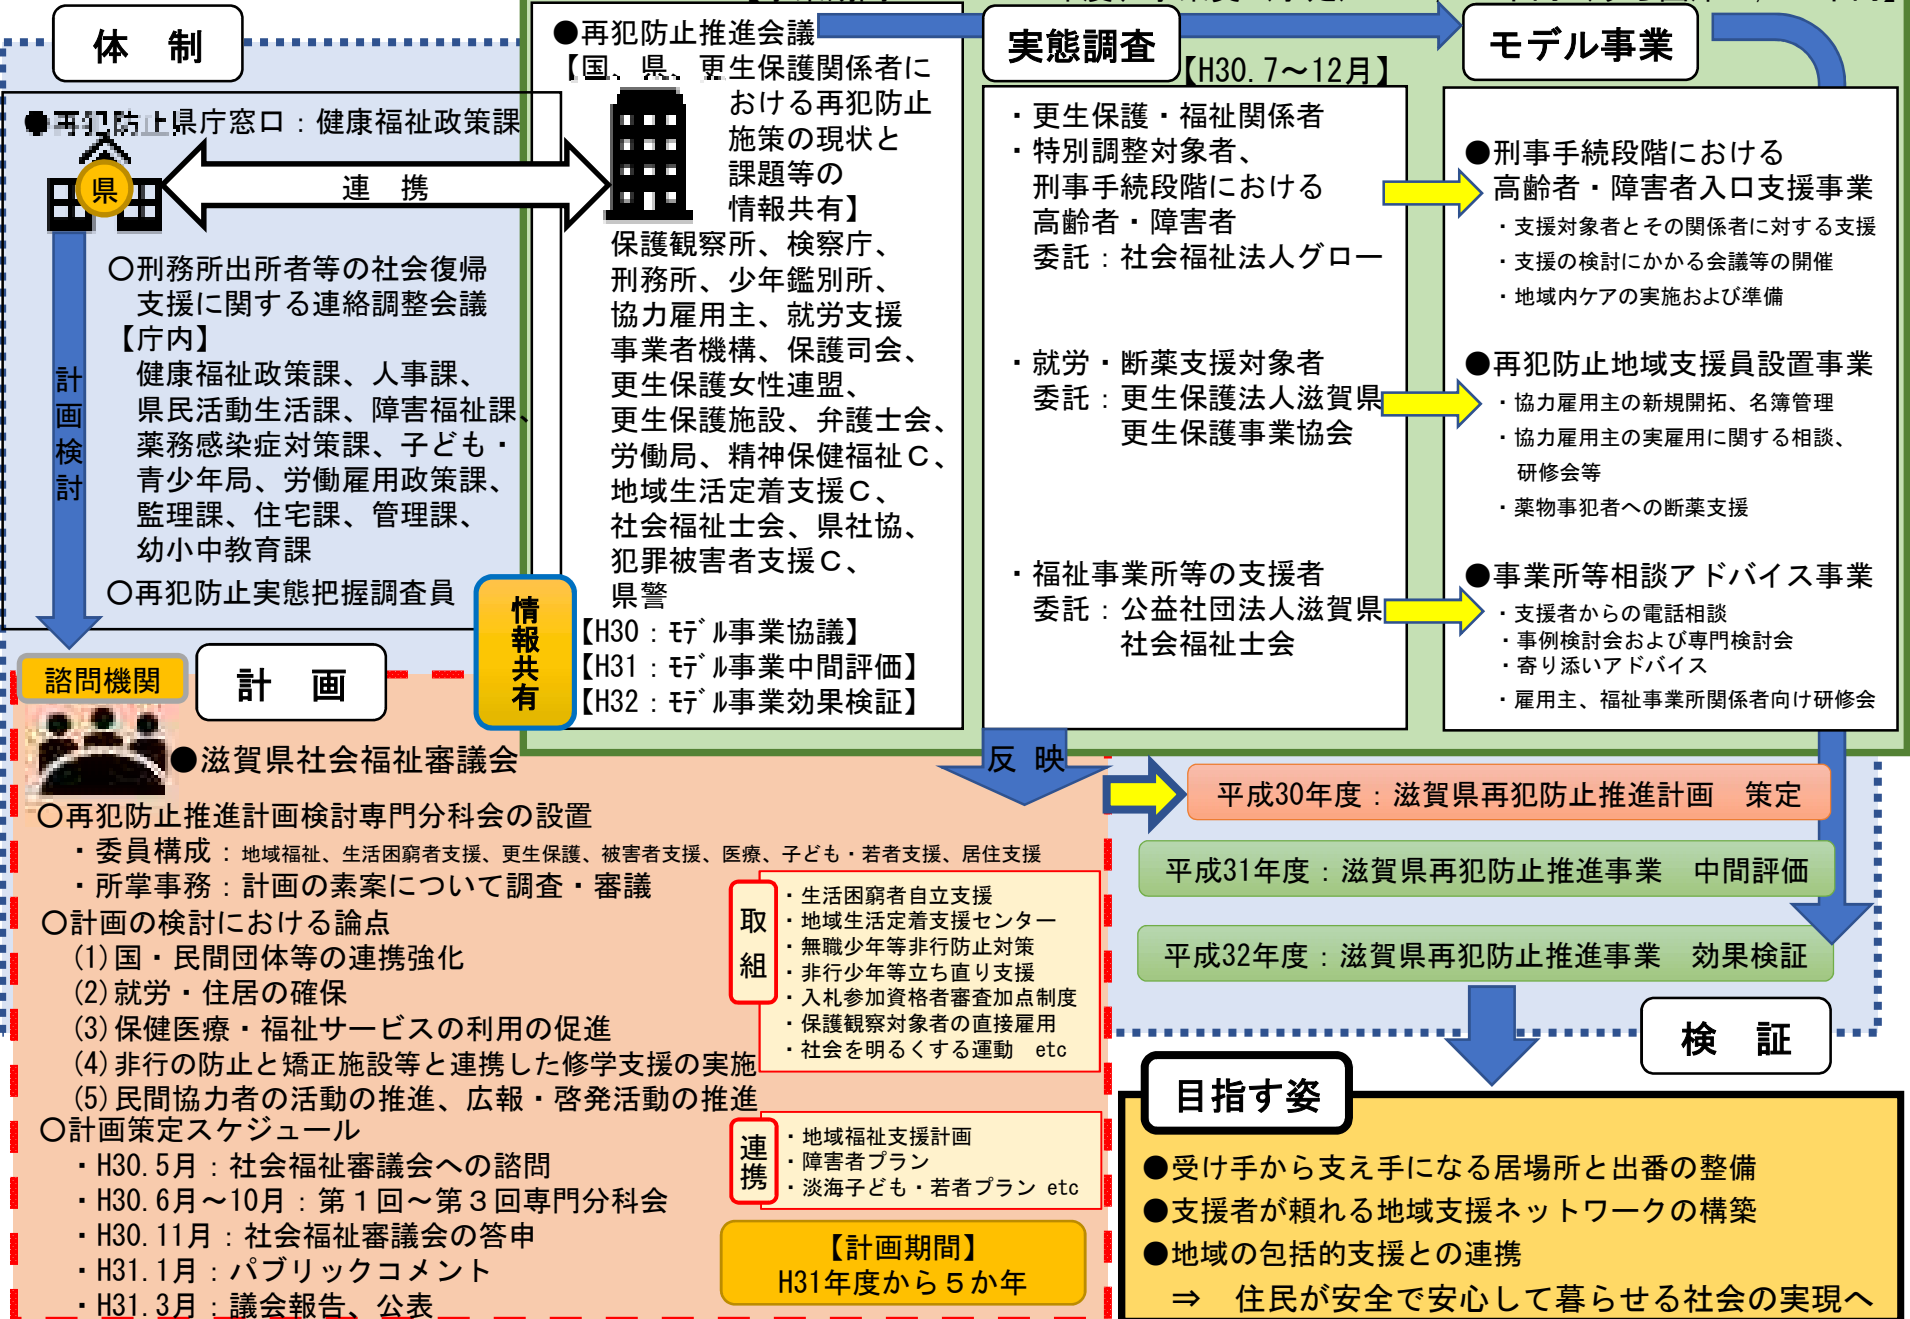 体　制
●再犯防止県庁窓口：健康福祉政策課
県
連　携
計画検討
〇刑務所出所者等の社会復帰
支援に関する連絡調整会議
【庁内】
健康福祉政策課、人事課、
県民活動生活課、障害福祉課、
薬務感染症対策課、子ども・
青少年局、労働雇用政策課、
監理課、住宅課、管理課、
幼小中教育課
〇再犯防止実態把握調査員
●再犯防止推進会議
【国、県、更生保護関係者に
おける再犯防止
施策の現状と
課題等の
情報共有】
保護観察所、検察庁、
刑務所、少年鑑別所、
協力雇用主、就労支援
事業者機構、保護司会、
更生保護女性連盟、
更生保護施設、弁護士会、
労働局、精神保健福祉Ｃ、
地域生活定着支援Ｃ、
社会福祉士会、県社協、
犯罪被害者支援Ｃ、
県警
【H30：ﾓﾃﾞﾙ事業協議】
【H31：ﾓﾃﾞﾙ事業中間評価】
【H32：ﾓﾃﾞﾙ事業効果検証】
情報共有
実態調査
【H30.7～12月】
・更生保護・福祉関係者
・特別調整対象者、
刑事手続段階における
高齢者・障害者
委託：社会福祉法人グロー
・就労・断薬支援対象者
委託：更生保護法人滋賀県
更生保護事業協会
・福祉事業所等の支援者
委託：公益社団法人滋賀県
社会福祉士会
モデル事業
●刑事手続段階における
高齢者・障害者入口支援事業
・支援対象者とその関係者に対する支援
・支援の検討にかかる会議等の開催
・地域内ケアの実施および準備
●再犯防止地域支援員設置事業
・協力雇用主の新規開拓、名簿管理
・協力雇用主の実雇用に関する相談、
研修会等
・薬物事犯者への断薬支援
●事業所等相談アドバイス事業
・支援者からの電話相談
・事例検討会および専門検討会
・寄り添いアドバイス
・雇用主、福祉事業所関係者向け研修会
反　映
諮問機関
計　画
●滋賀県社会福祉審議会
〇再犯防止推進計画検討専門分科会の設置
・委員構成：地域福祉、生活困窮者支援、更生保護、被害者支援、医療、子ども・若者支援、居住支援
・所掌事務：計画の素案について調査・審議
〇計画の検討における論点
(1)国・民間団体等の連携強化
(2)就労・住居の確保
(3)保健医療・福祉サービスの利用の促進
(4)非行の防止と矯正施設等と連携した修学支援の実施
(5)民間協力者の活動の推進、広報・啓発活動の推進
〇計画策定スケジュール
・H30.5月：社会福祉審議会への諮問
・H30.6月～10月：第１回～第３回専門分科会
・H30.11月：社会福祉審議会の答申
・H31.1月：パブリックコメント
・H31.3月：議会報告、公表
取組
・生活困窮者自立支援
・地域生活定着支援センター
・無職少年等非行防止対策
・非行少年等立ち直り支援
・入札参加資格者審査加点制度
・保護観察対象者の直接雇用
・社会を明るくする運動　etc
連携
・地域福祉支援計画
・障害者プラン
・淡海子ども・若者プラン etc
【計画期間】
H31年度から５か年
平成30年度：滋賀県再犯防止推進計画　策定
平成31年度：滋賀県再犯防止推進事業　中間評価
平成32年度：滋賀県再犯防止推進事業　効果検証
検　証
目指す姿
●受け手から支え手になる居場所と出番の整備
●支援者が頼れる地域支援ネットワークの構築
●地域の包括的支援との連携
⇒　住民が安全で安心して暮らせる社会の実現へ